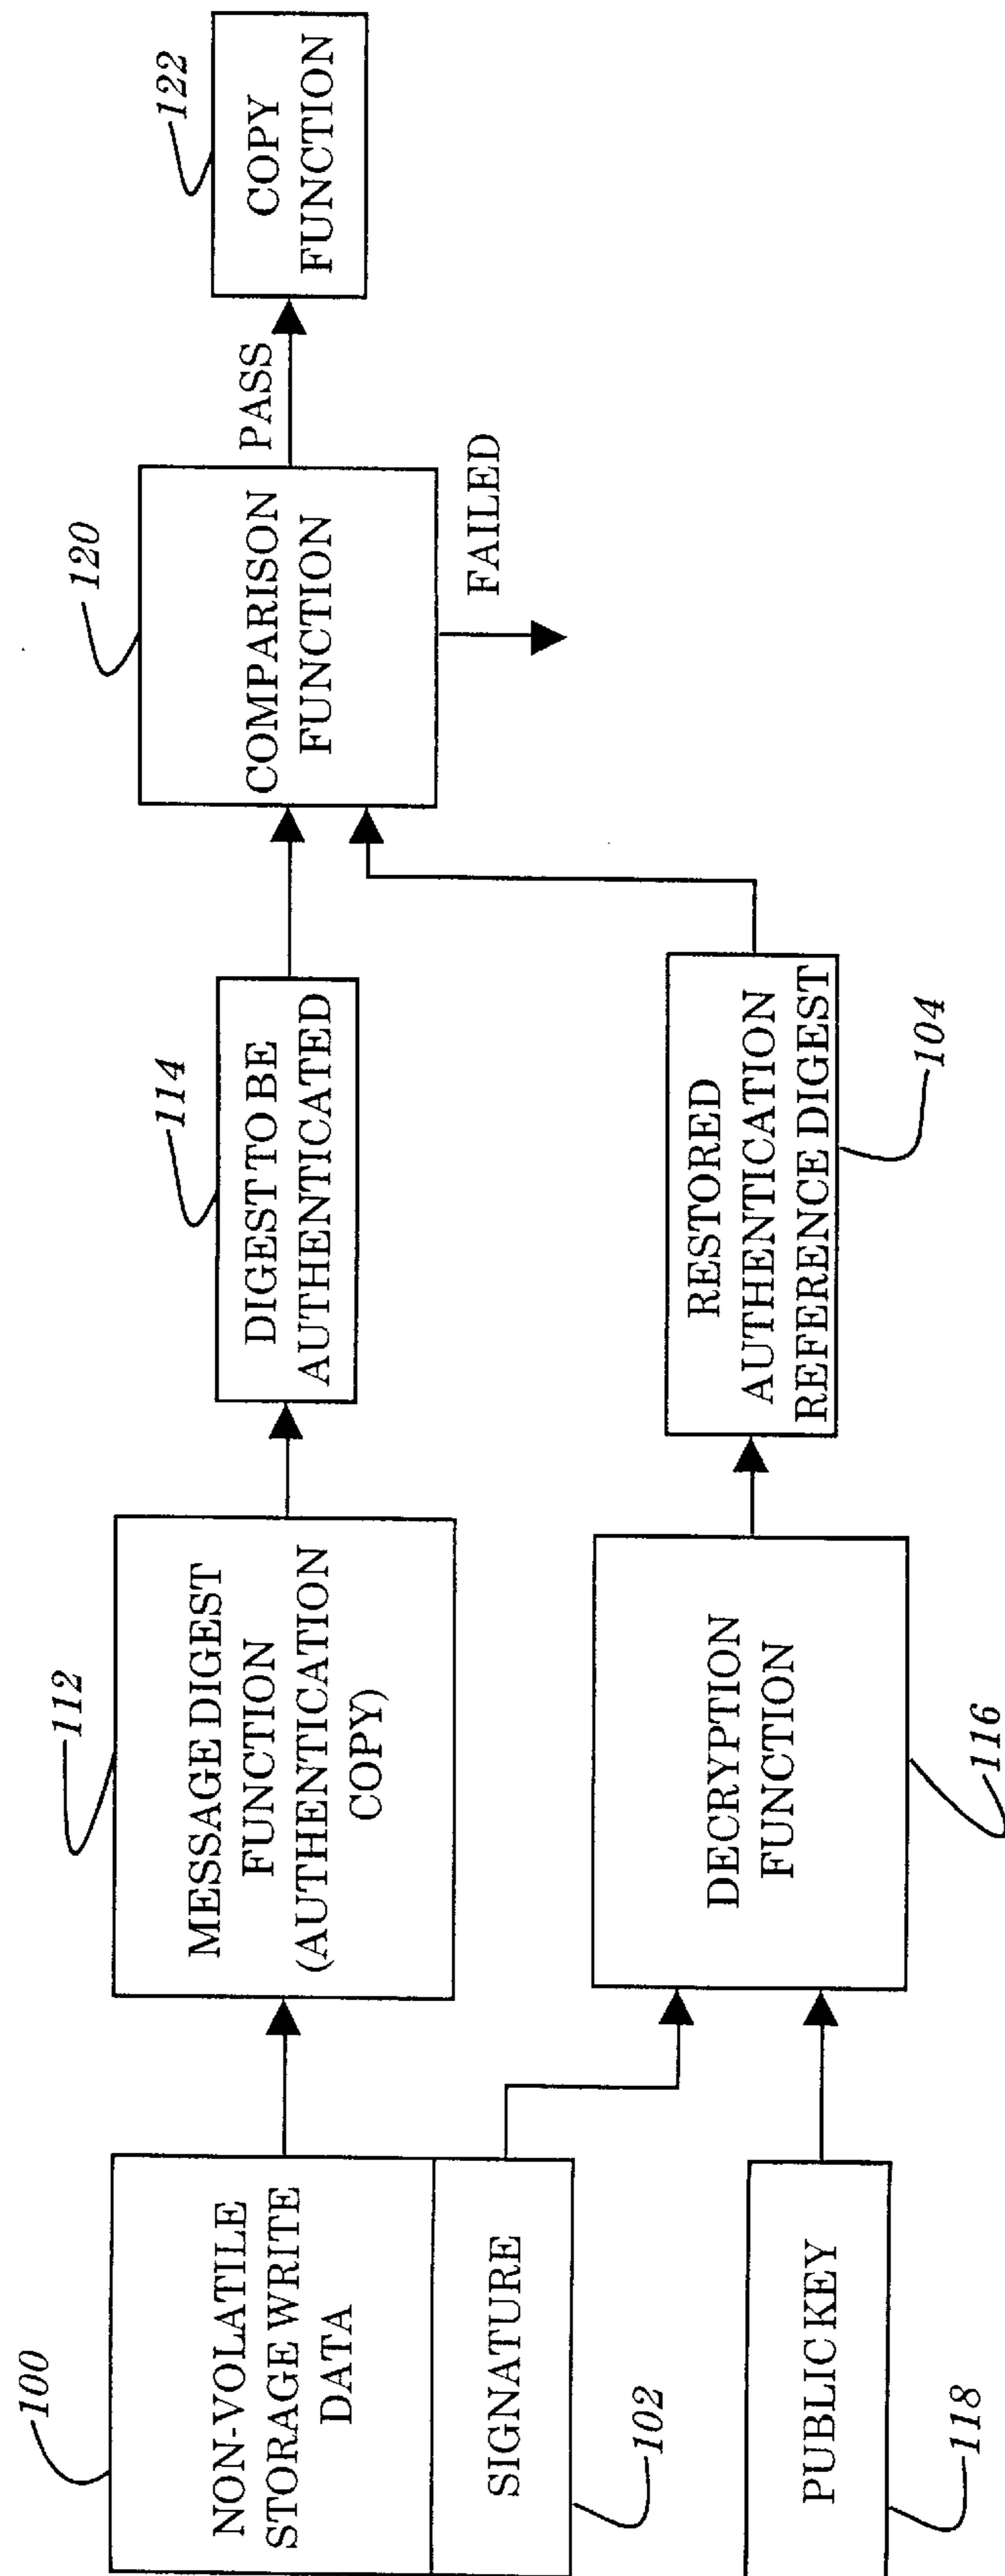 100
NON-VOLATILE
STORAGE WRITE
DATA
SIGNATURE
102
PUBLIC KEY
118
112
MESSAGE DIGEST
FUNCTION
(AUTHENTICATION
COPY)
DECRYPTION
FUNCTION
116
114
DIGEST TO BE
AUTHENTICATED
RESTORED
AUTHENTICATION
REFERENCE DIGEST
104
120
COMPARISON
FUNCTION
PASS
FAILED
122
COPY
FUNCTION